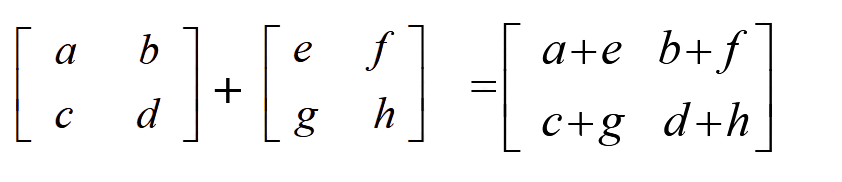 [ a b ] + [ e f ] = [ a+e b+f ]
[ c d ] [ g h ] [ c+g d+h ]